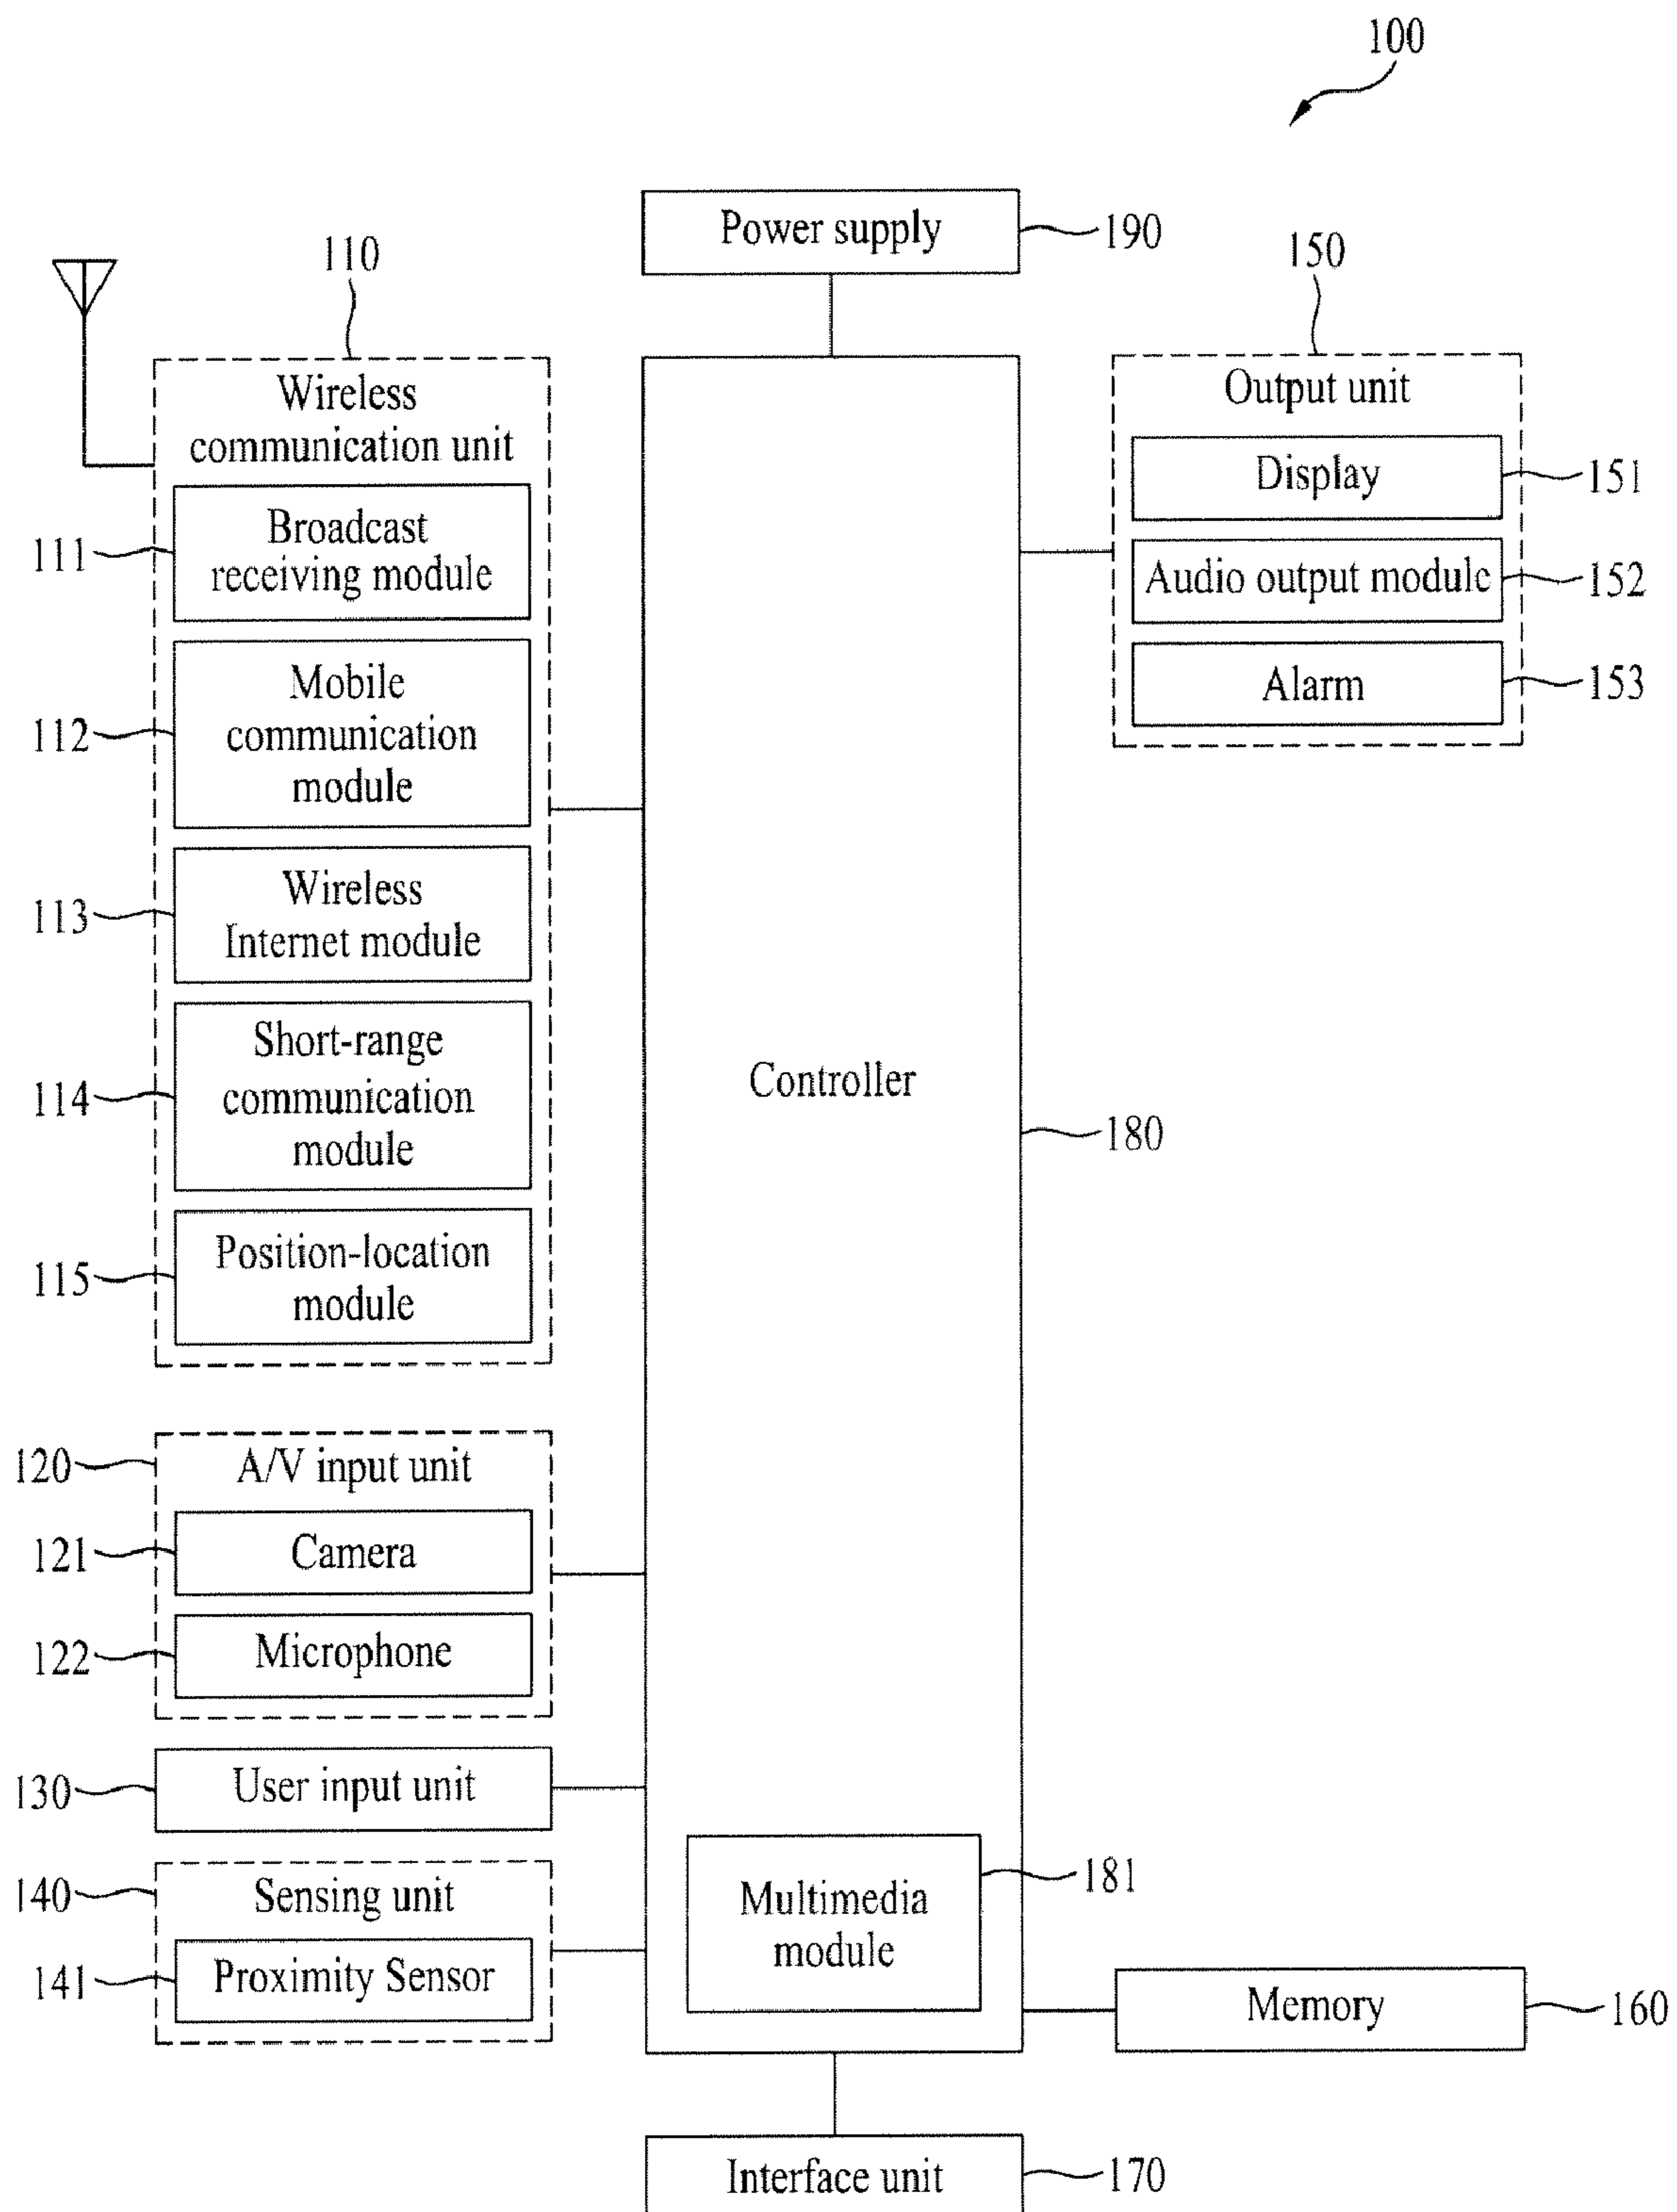 100
Power supply
190
110
150
Wireless
communication unit
Output unit
Display
151
Broadcast
receiving module
111
Audio output module
152
Mobile
communication
module
112
Alarm
153
Wireless
Internet module
113
Short-range
communication
module
114
Controller
180
Position-location
module
115
120
A/V input unit
121
Camera
122
Microphone
130
User input unit
140
Sensing unit
141
Proximity Sensor
Multimedia
module
181
Memory
160
Interface unit
170